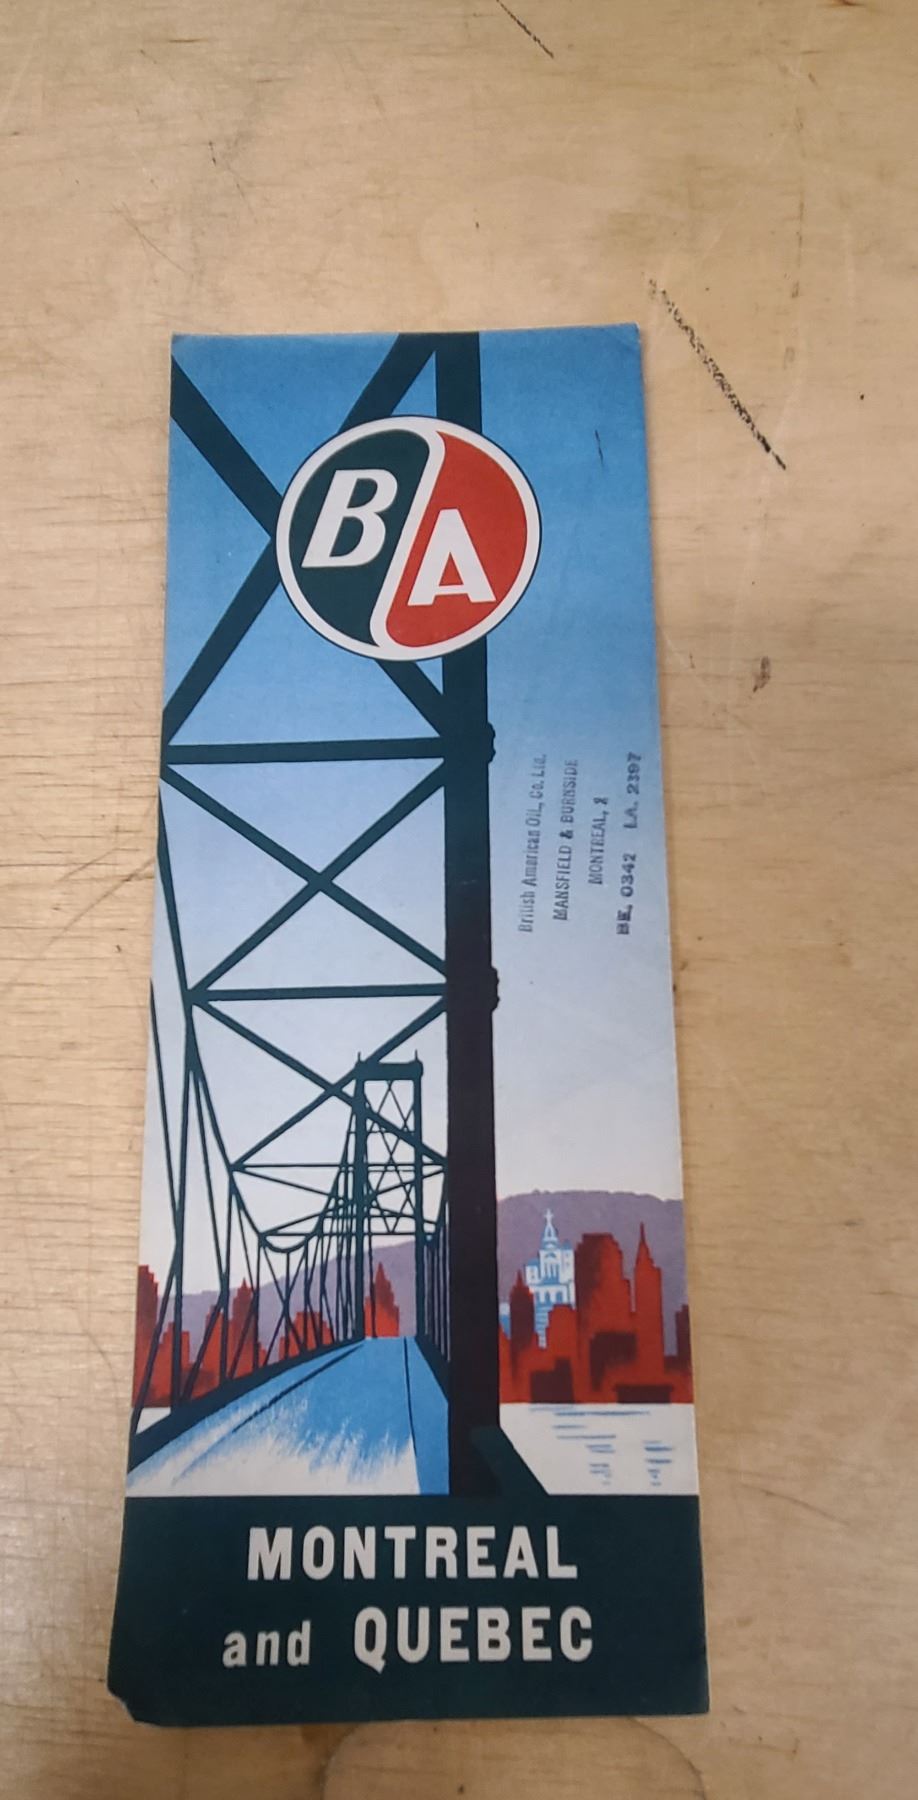 BA
British American OIL, Co. Ltd.
MANSFIELD & BURNSIDE
MONTREAL, 2
BE. 0342 LA. 2397
MONTREAL
and QUEBEC